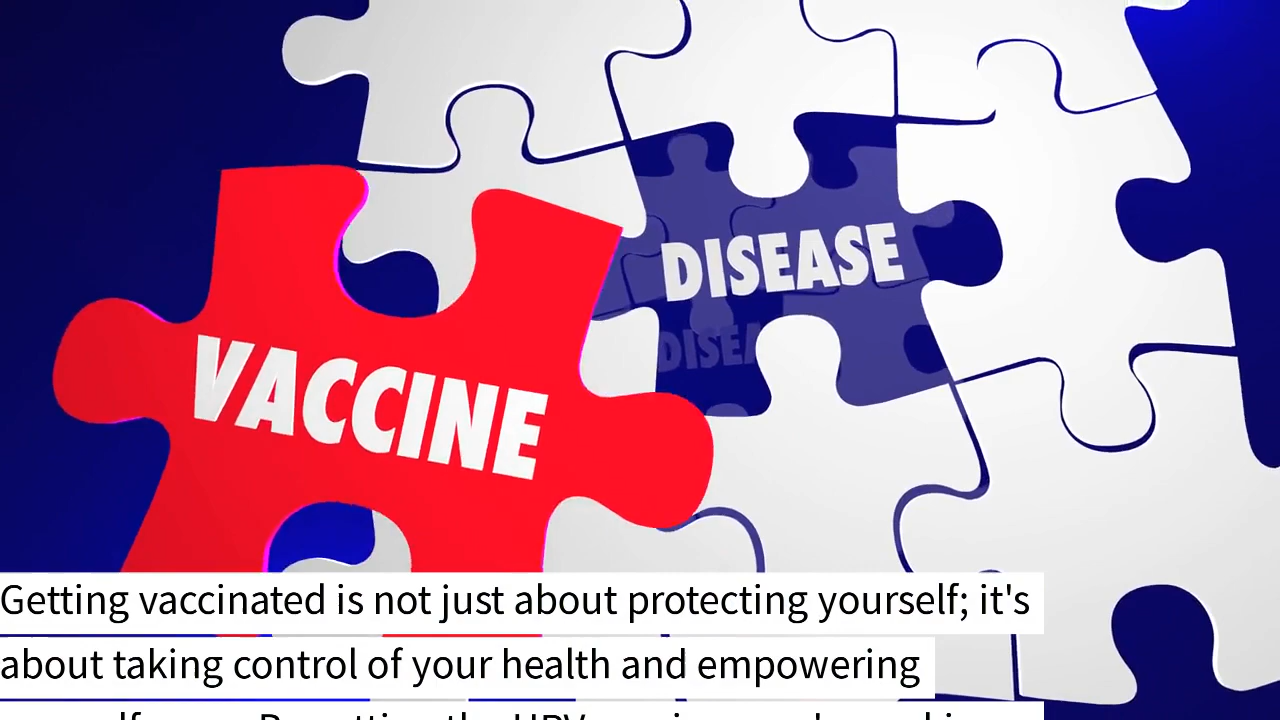 DISEASE
DISEA
VACCINE
Getting vaccinated is not just about protecting yourself; it's
about taking control of your health and empowering